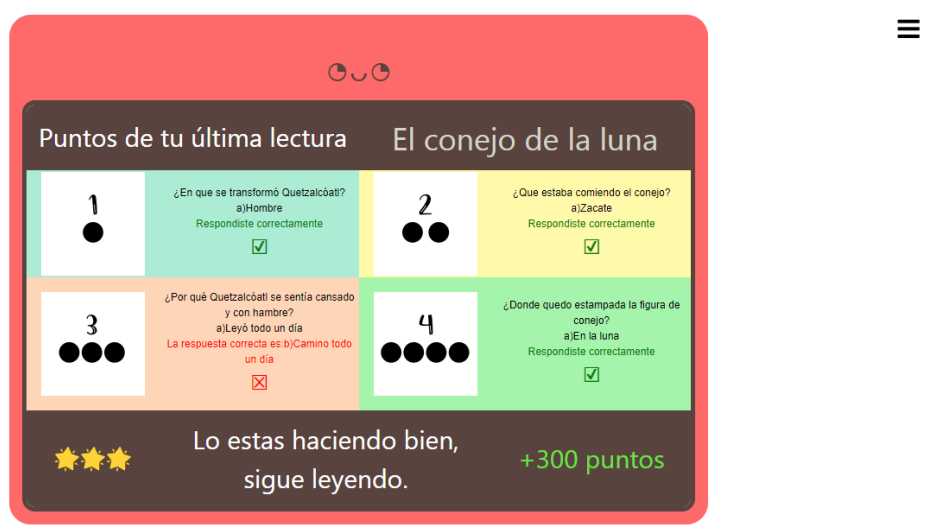 ◔◡◔
Puntos de tu última lectura
El conejo de la luna
1
¿En que se transformó Quetzalcóatl?
a)Hombre
Respondiste correctamente
2
¿Que estaba comiendo el conejo?
a)Zacate
Respondiste correctamente
3
¿Por qué Quetzalcóatl se sentía cansado
y con hambre?
a)Leyó todo un día
La respuesta correcta es:b)Camino todo
un día
4
¿Donde quedo estampada la figura de
conejo?
a)En la luna
Respondiste correctamente
Lo estas haciendo bien,
sigue leyendo.
+300 puntos